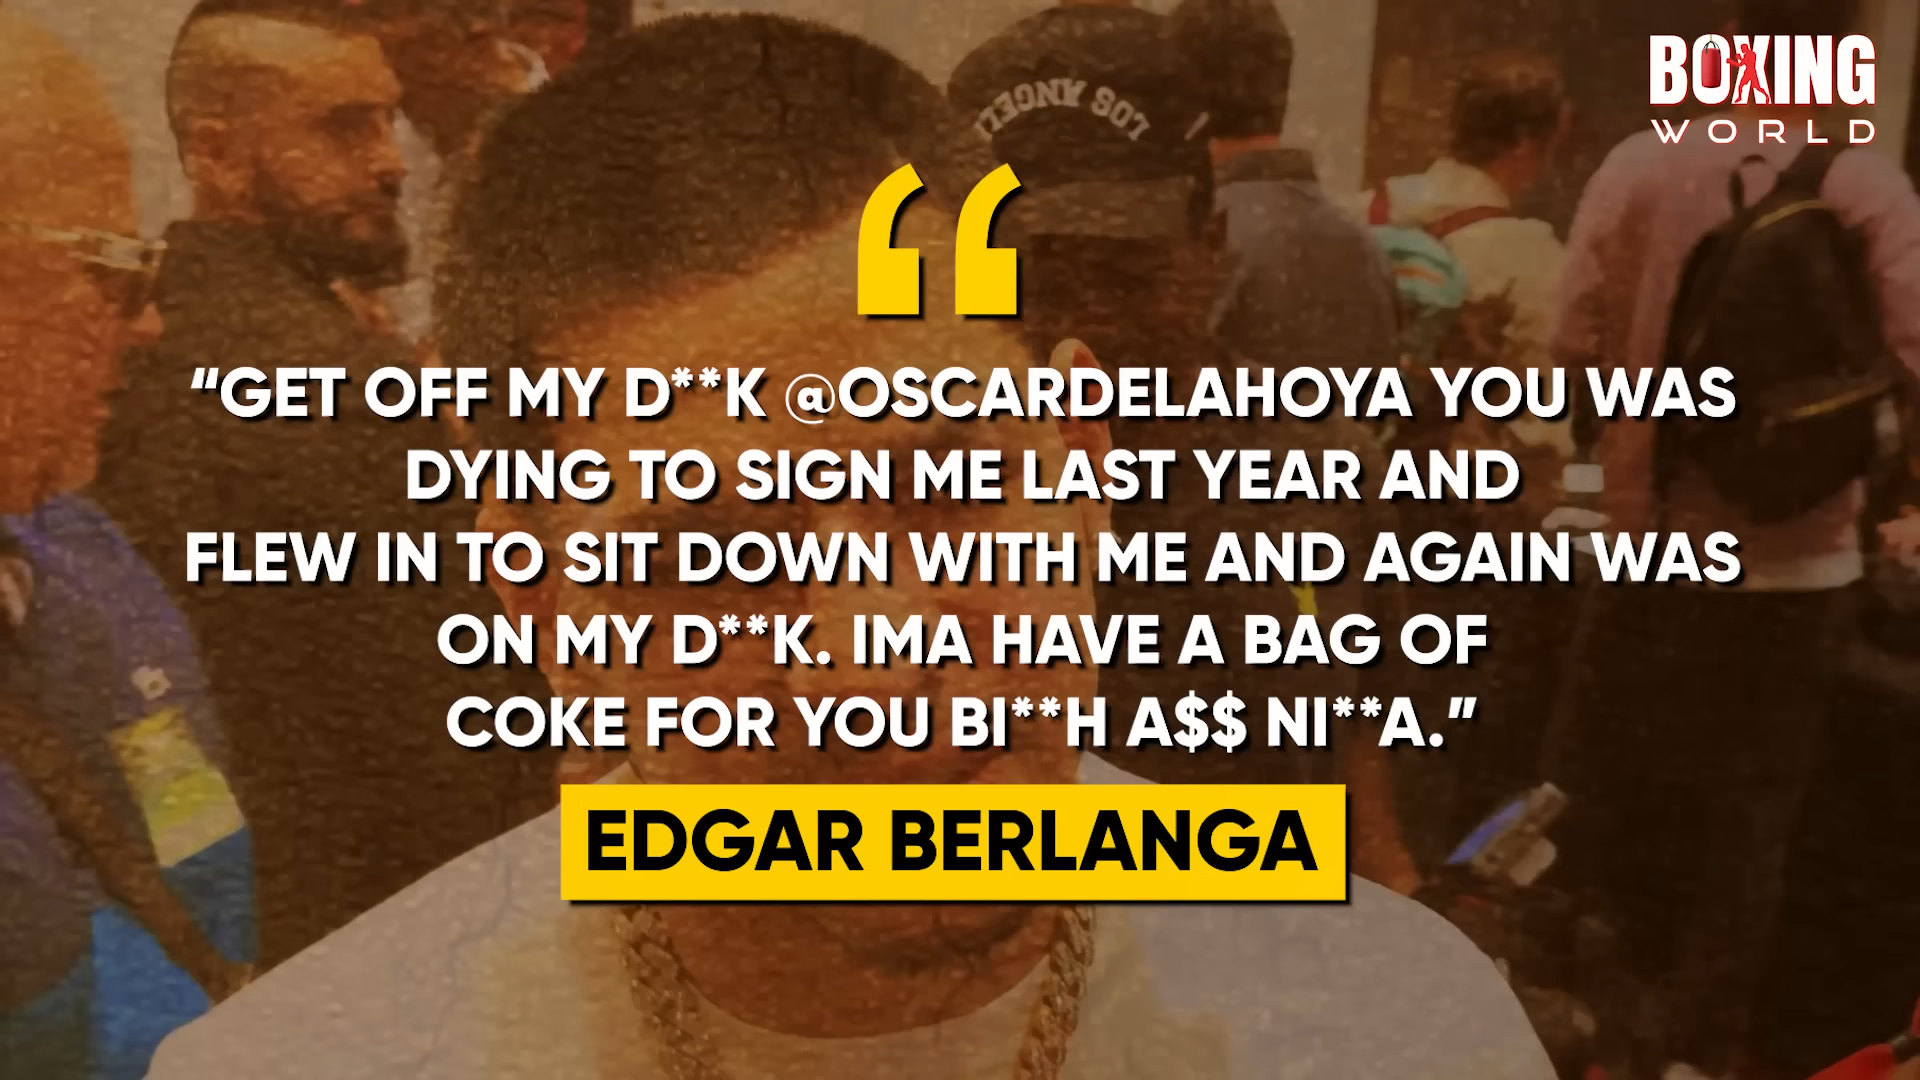 BOXING
WORLD
LOS ANGELES
“
“GET OFF MY D**K @OSCARDELAHOYA YOU WAS
DYING TO SIGN ME LAST YEAR AND
FLEW IN TO SIT DOWN WITH ME AND AGAIN WAS
ON MY D**K. IMA HAVE A BAG OF
COKE FOR YOU BI**H A$$ NI**A.”
EDGAR BERLANGA